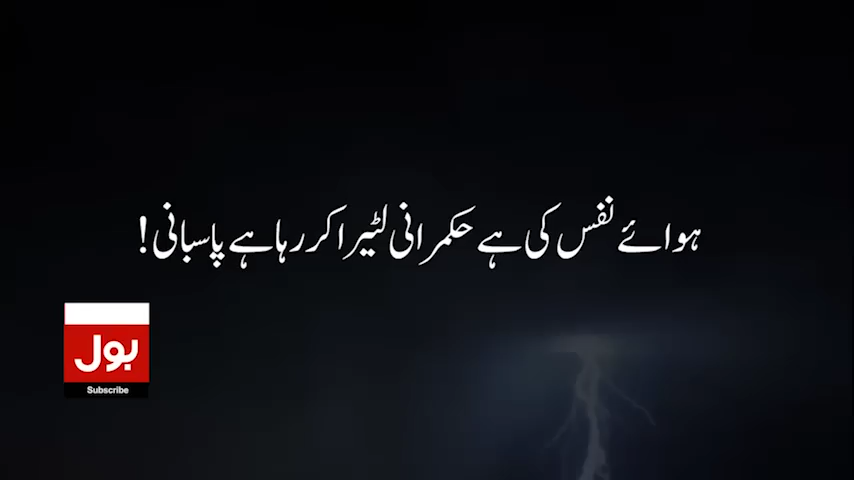 ہوائے نفس کی ہے حکمرانی لٹیرا کر رہا ہے پاسبانی!
بول
Subscribe